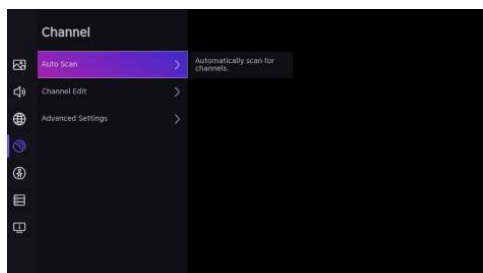 Channel
Auto Scan
Automatically scan for
channels.
Channel Edit
Advanced Settings